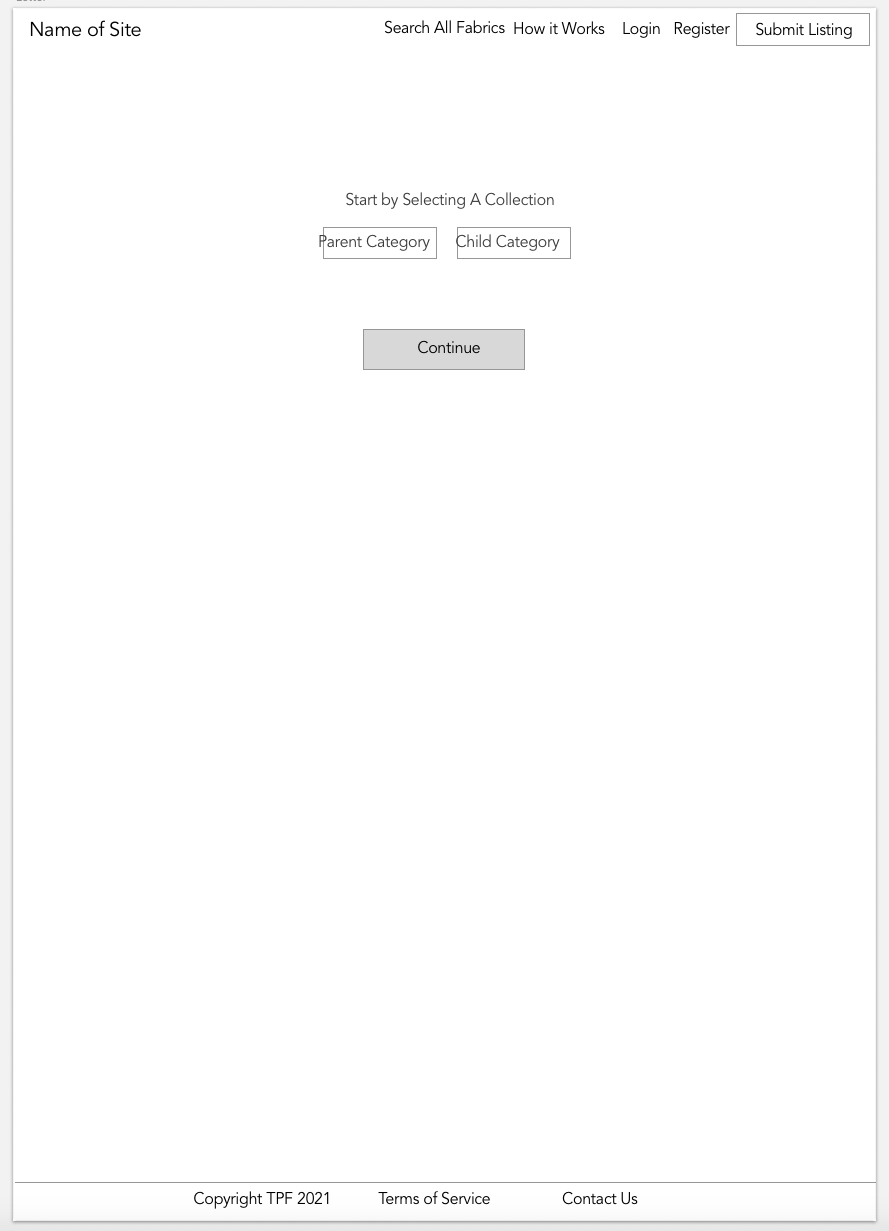 Name of Site
Search All Fabrics How it Works Login Register Submit Listing
Start by Selecting A Collection
Parent Category Child Category
Continue
Copyright TPF 2021 Terms of Service Contact Us